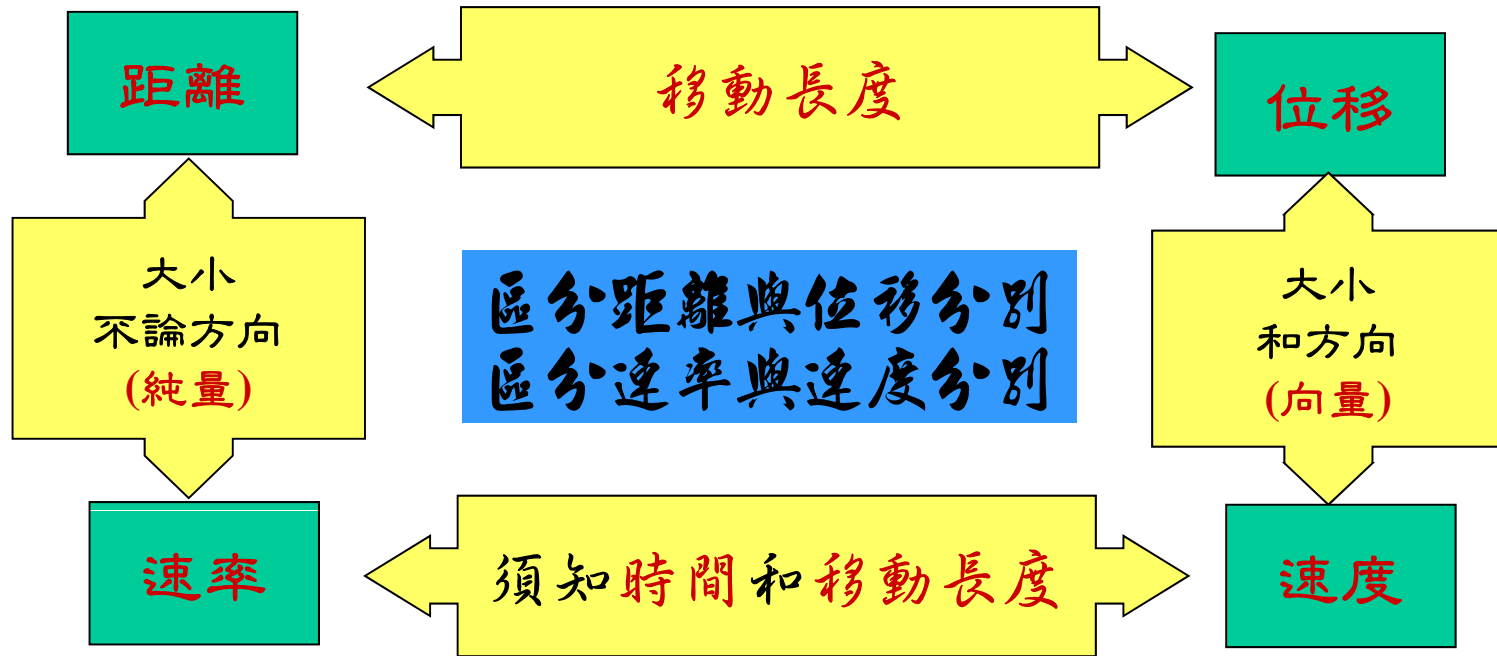 距離
移動長度
位移
大小
不論方向
(純量)
區分距離與位移分別
區分速率與速度分別
大小
和方向
(向量)
速率
須知時間和移動長度
速度